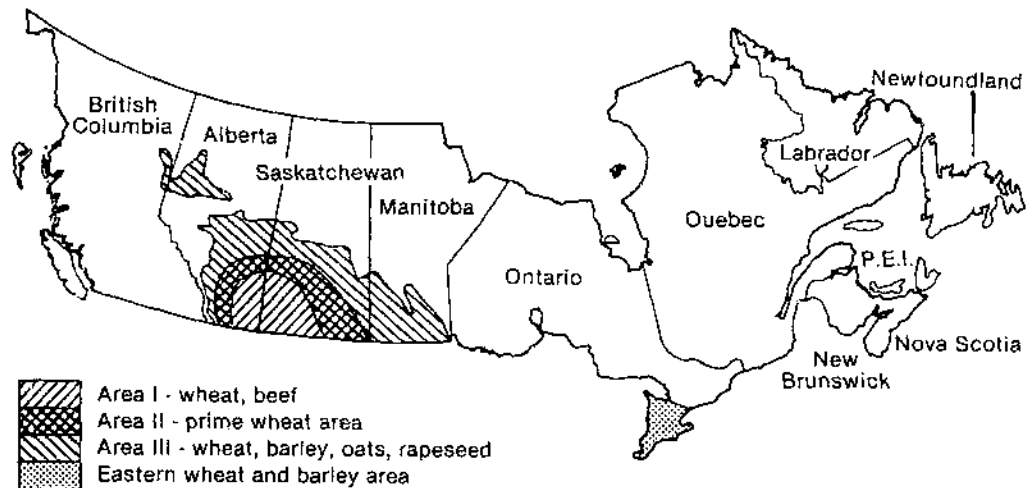 Newfoundland
British
Columbia
Alberta
Labrador
Saskatchewan
Manitoba
Ouebec
P.E.I.
Ontario
Nova Scotia
New
Brunswick
Area I - wheat, beef
Area II - prime wheat area
Area III - wheat, barley, oats, rapeseed
Eastern wheat and barley area